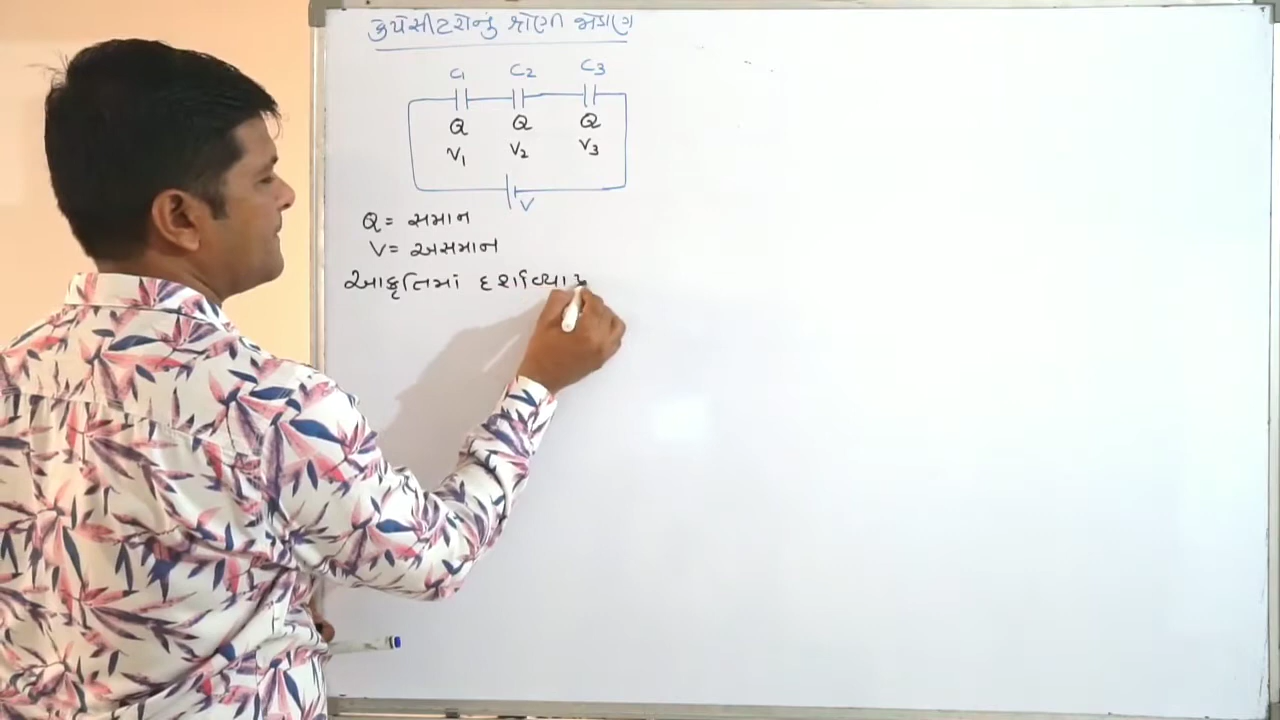 કેપેસીટરોનું શ્રેણી જોડાણ
C1 C2 C3
Q Q Q
V1 V2 V3
V
Q = સમાન
V = અસમાન
આકૃતિમાં દર્શાવ્યા